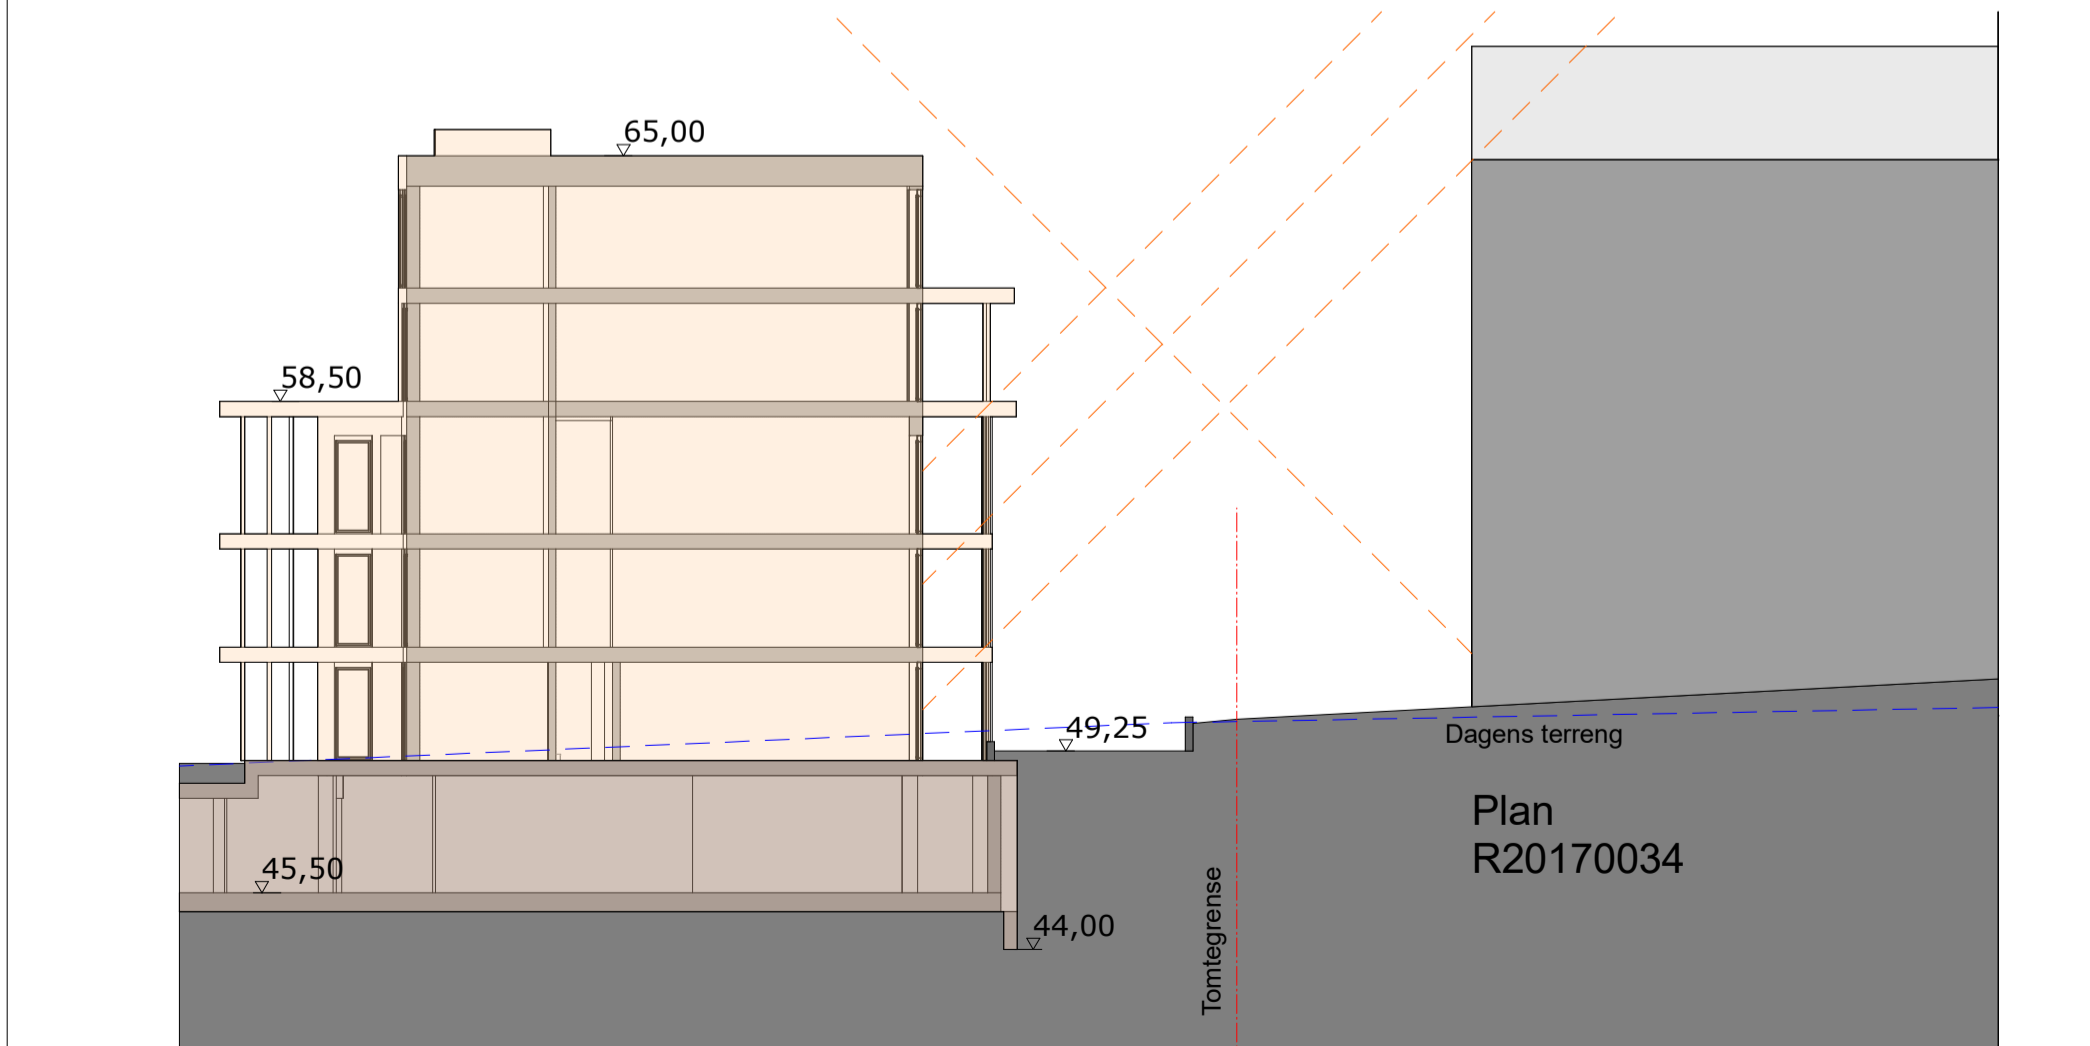 65,00
58,50
49,25
Dagens terreng
Plan
R20170034
45,50
44,00
Tomtegrense